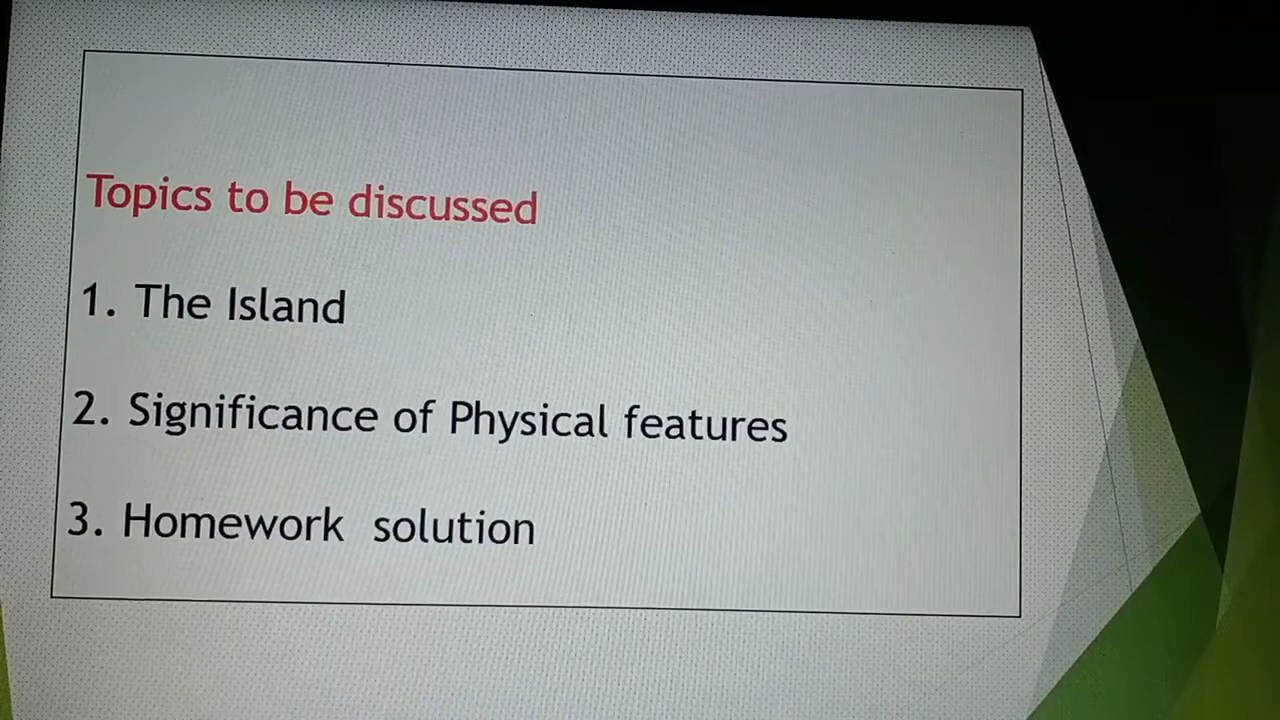 Topics to be discussed
1. The Island
2. Significance of Physical features
3. Homework solution